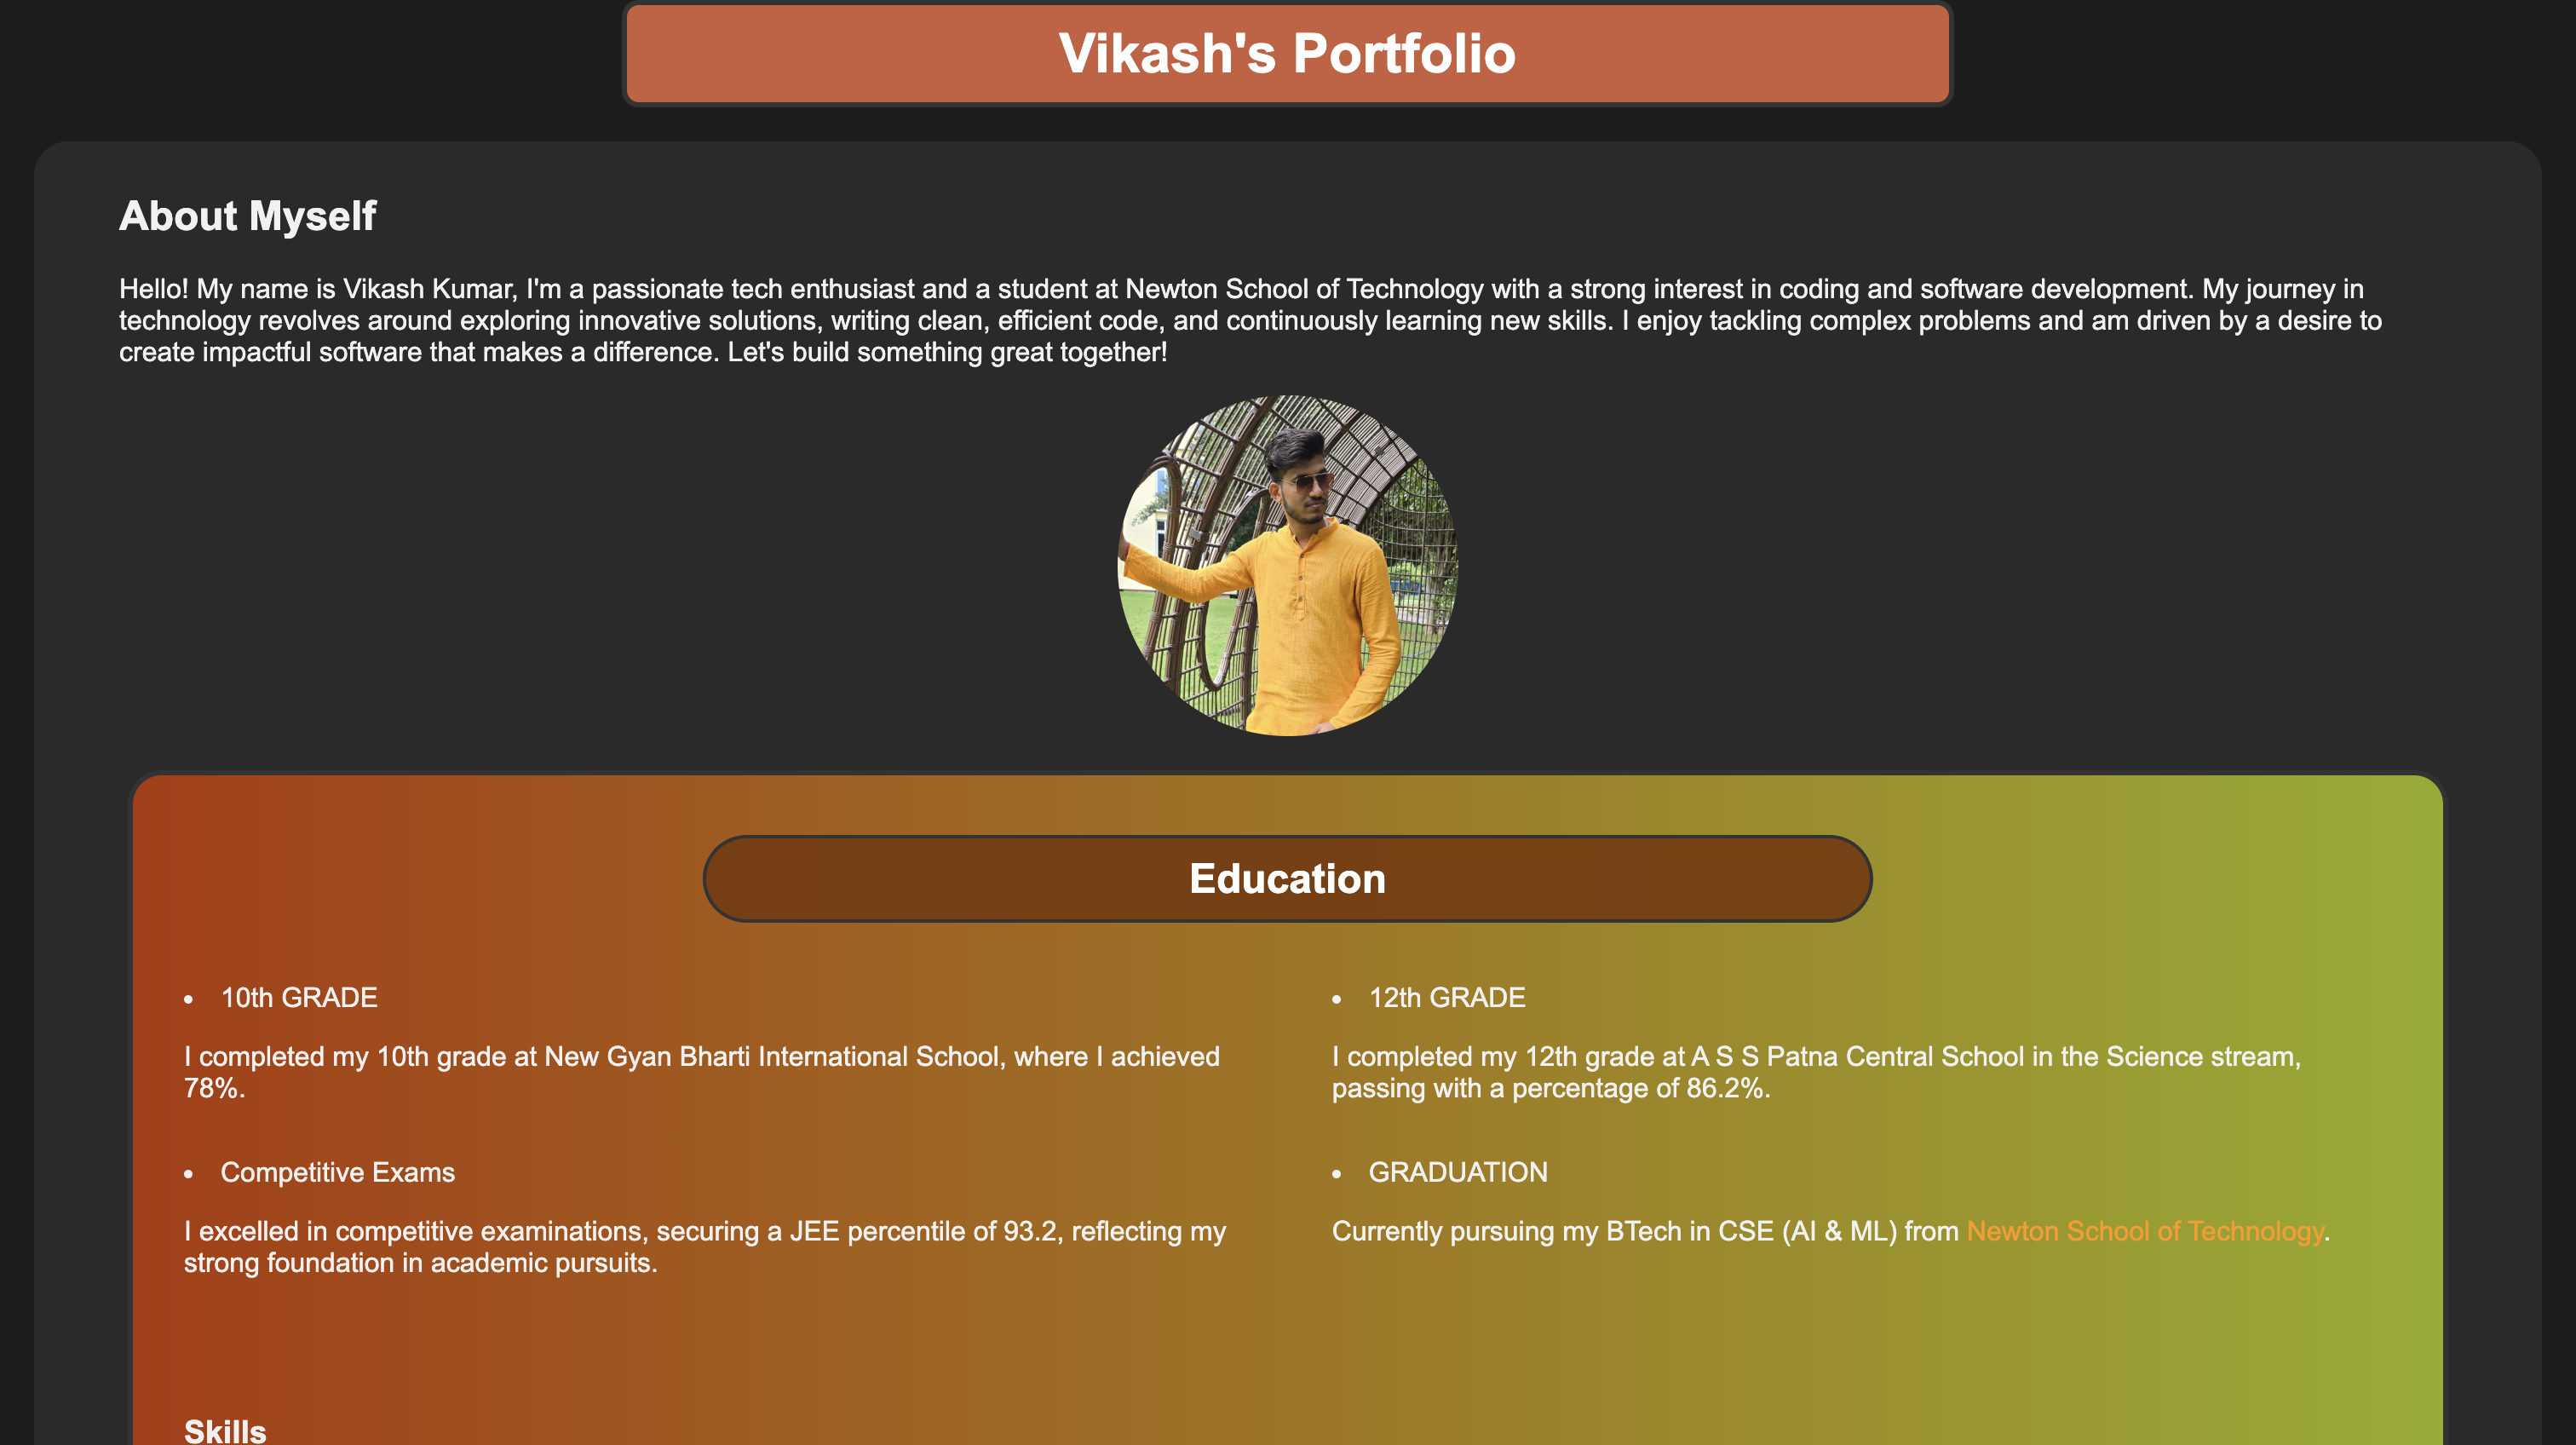 Vikash's Portfolio
About Myself
Hello! My name is Vikash Kumar, I'm a passionate tech enthusiast and a student at Newton School of Technology with a strong interest in coding and software development. My journey in
technology revolves around exploring innovative solutions, writing clean, efficient code, and continuously learning new skills. I enjoy tackling complex problems and am driven by a desire to
create impactful software that makes a difference. Let's build something great together!
Education
• 10th GRADE
I completed my 10th grade at New Gyan Bharti International School, where I achieved
78%.
• 12th GRADE
I completed my 12th grade at A S S Patna Central School in the Science stream,
passing with a percentage of 86.2%.
• Competitive Exams
I excelled in competitive examinations, securing a JEE percentile of 93.2, reflecting my
strong foundation in academic pursuits.
• GRADUATION
Currently pursuing my BTech in CSE (AI & ML) from Newton School of Technology.
Skills